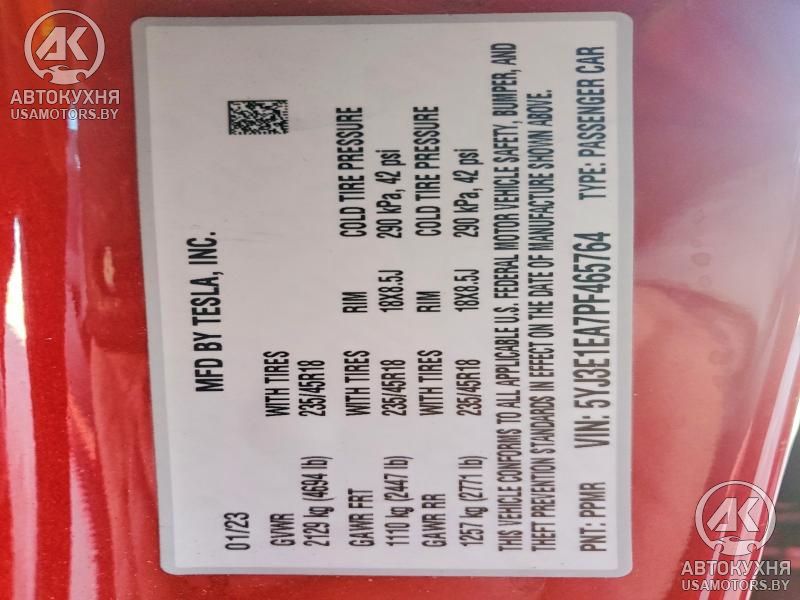 АК
АВТОКУХНЯ
USAMOTORS.BY
MFD BY TESLA, INC.
01/23
GVWR WITH TIRES
2129 kg (4694 lb) 235/45R18
GAWR FRT WITH TIRES RIM COLD TIRE PRESSURE
1110 kg (2447 lb) 235/45R18 18X8.5J 290 kPa, 42 psi
GAWR RR WITH TIRES RIM COLD TIRE PRESSURE
1257 kg (2771 lb) 235/45R18 18X8.5J 290 kPa, 42 psi
THIS VEHICLE CONFORMS TO ALL APPLICABLE U.S. FEDERAL MOTOR VEHICLE SAFETY, BUMPER, AND
THEFT PREVENTION STANDARDS IN EFFECT ON THE DATE OF MANUFACTURE SHOWN ABOVE.
PNT: PPMR VIN: 5YJ3E1EA7PF465764 TYPE: PASSENGER CAR
АК
АВТОКУХНЯ
USAMOTORS.BY